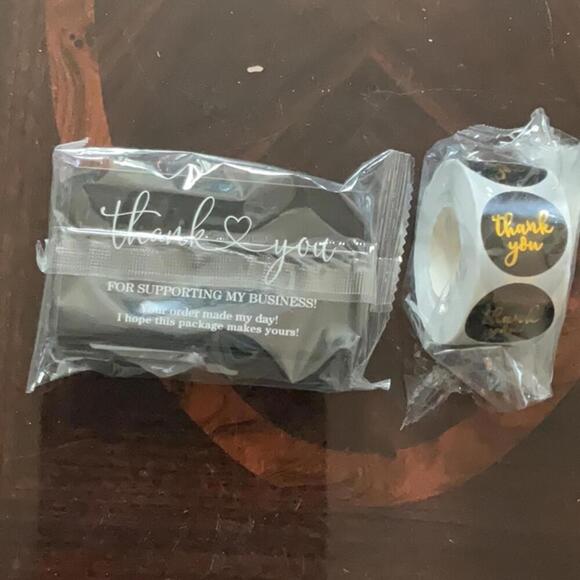 thank you
FOR SUPPORTING MY BUSINESS!
Your order made my day!
I hope this package makes yours!
thank
you
thank